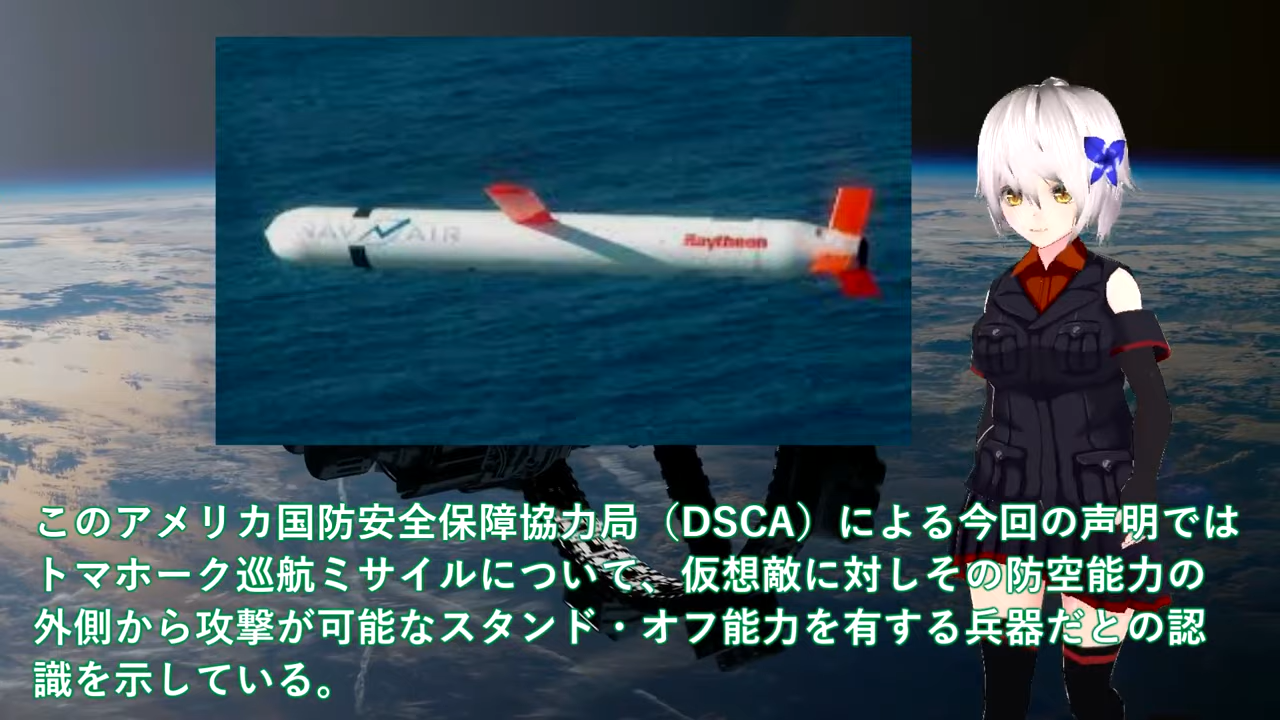 NAVAIR
Raytheon
このアメリカ国防安全保障協力局（DSCA）による今回の声明では
トマホーク巡航ミサイルについて、仮想敵に対しその防空能力の
外側から攻撃が可能なスタンド・オフ能力を有する兵器だとの認
識を示している。